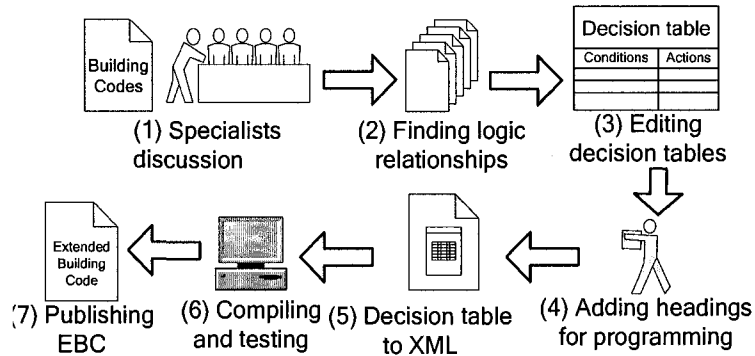 Building
Codes
(1) Specialists
discussion
(2) Finding logic
relationships
Decision table
Conditions Actions
(3) Editing
decision tables
(4) Adding headings
for programming
(5) Decision table
to XML
(6) Compiling
and testing
Extended
Building
Code
(7) Publishing
EBC